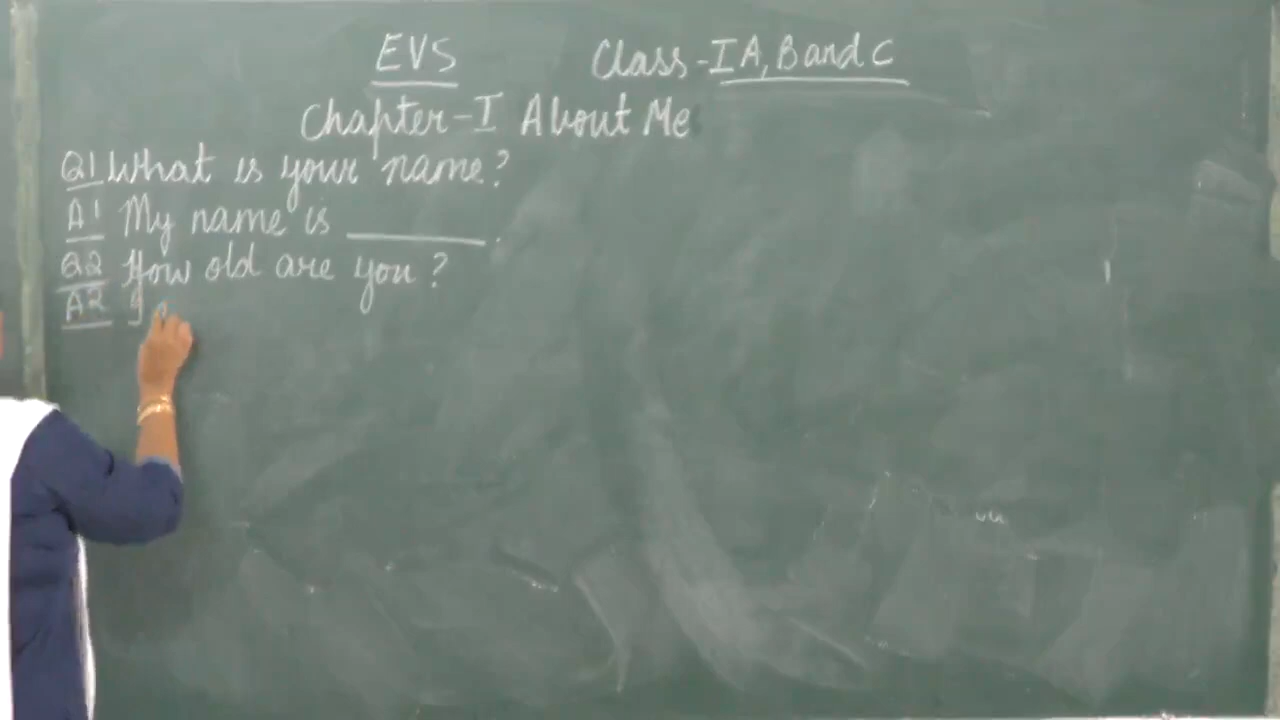 EVS Class - I A, B and C
Chapter - I About Me
Q1 What is your name?
A1 My name is ______.
Q2 How old are you?
A2 I